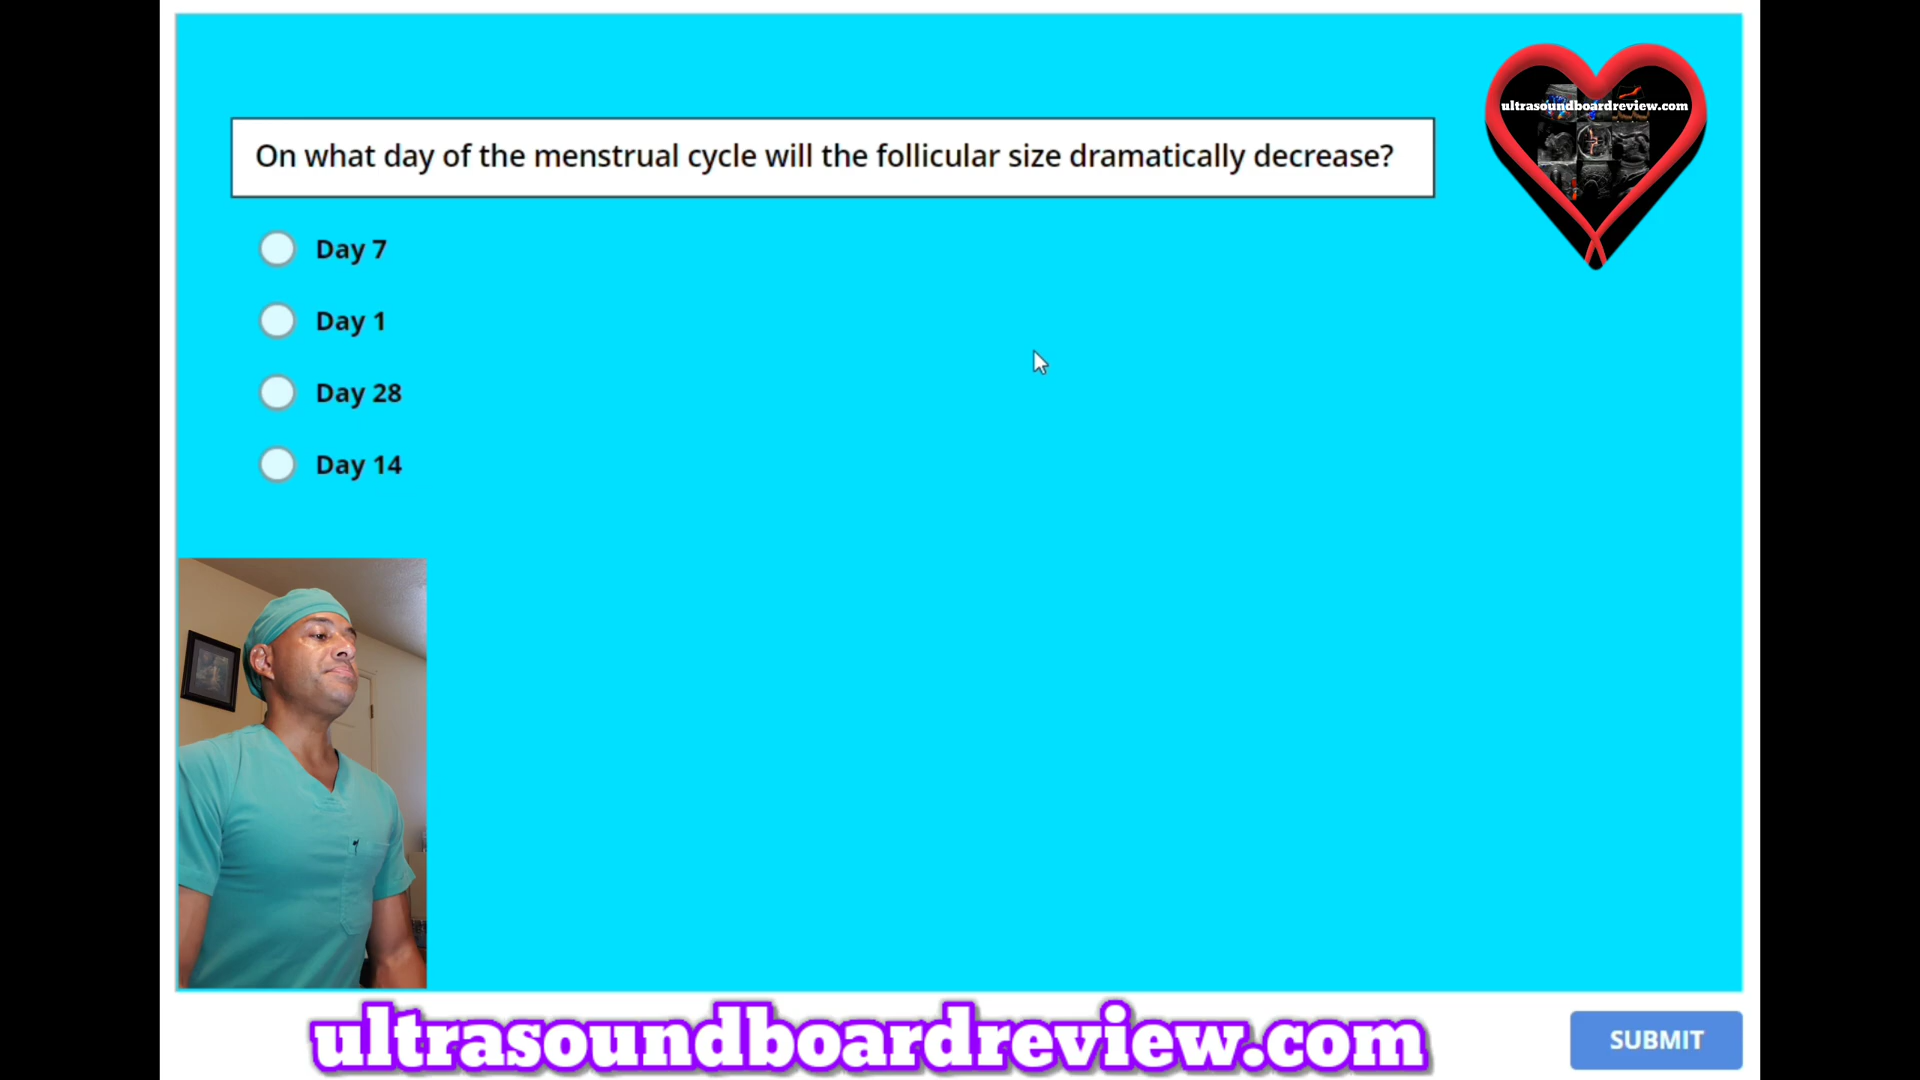 ultrasoundboardreview.com
On what day of the menstrual cycle will the follicular size dramatically decrease?
Day 7
Day 1
Day 28
Day 14
ultrasoundboardreview.com
SUBMIT